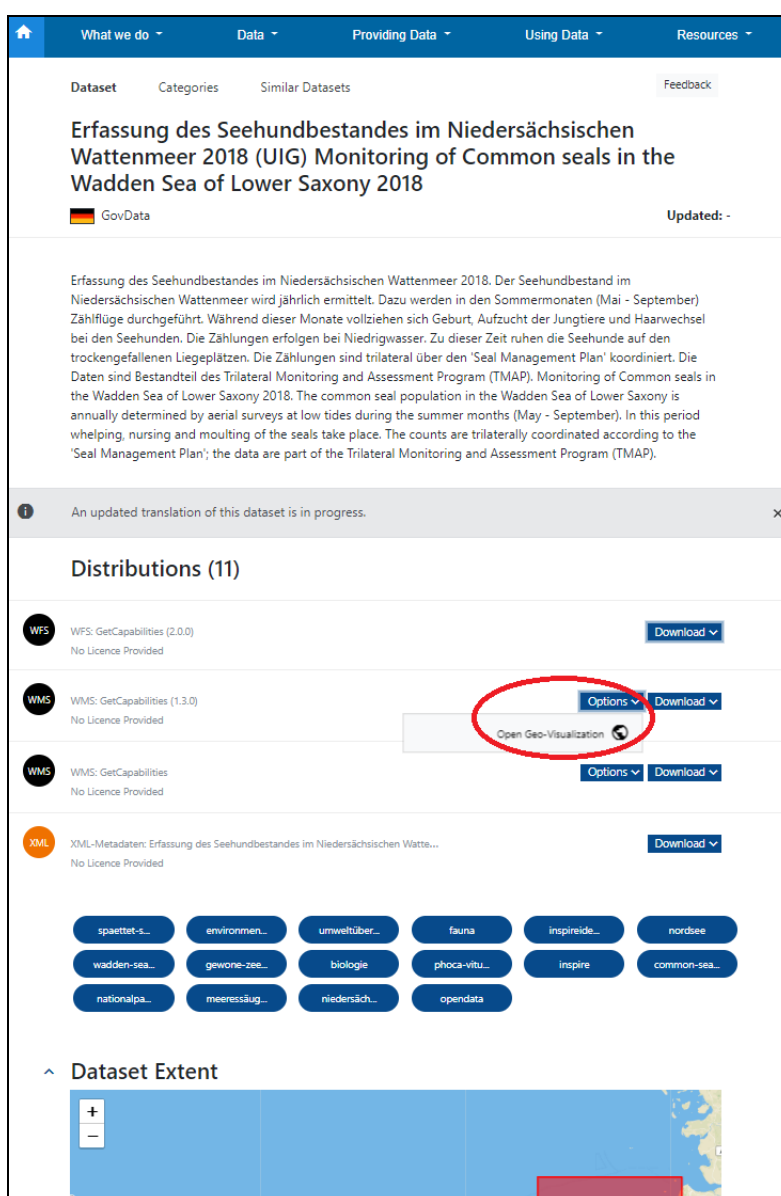 What we do Data Providing Data Using Data Resources
Dataset Categories Similar Datasets Feedback
Erfassung des Seehundbestandes im Niedersächsischen
Wattenmeer 2018 (UIG) Monitoring of Common seals in the
Wadden Sea of Lower Saxony 2018
GovData Updated: -
Erfassung des Seehundbestandes im Niedersächsischen Wattenmeer 2018. Der Seehundbestand im
Niedersächsischen Wattenmeer wird jährlich ermittelt. Dazu werden in den Sommermonaten (Mai - September)
Zählflüge durchgeführt. Während dieser Monate vollziehen sich Geburt, Aufzucht der Jungtiere und Haarwechsel
bei den Seehunden. Die Zählungen erfolgen bei Niedrigwasser. Zu dieser Zeit ruhen die Seehunde auf den
trockengefallenen Liegeplätzen. Die Zählungen sind trilateral über den 'Seal Management Plan' koordiniert. Die
Daten sind Bestandteil des Trilateral Monitoring and Assessment Program (TMAP). Monitoring of Common seals in
the Wadden Sea of Lower Saxony 2018. The common seal population in the Wadden Sea of Lower Saxony is
annually determined by aerial surveys at low tides during the summer months (May - September). In this period
whelping, nursing and moulting of the seals take place. The counts are trilaterally coordinated according to the
'Seal Management Plan'; the data are part of the Trilateral Monitoring and Assessment Program (TMAP).
An updated translation of this dataset is in progress. ×
Distributions (11)
WFS WFS: GetCapabilities (2.0.0) Download
No Licence Provided
WMS WMS: GetCapabilities (1.3.0) Options Download
No Licence Provided
Open Geo-Visualization
WMS WMS: GetCapabilities Options Download
No Licence Provided
XML XML-Metadaten: Erfassung des Seehundbestandes im Niedersächsischen Watte... Download
No Licence Provided
spaettet-s... environmen... umweltüber... fauna inspireide... nordsee
wadden-sea... gewone-zee... biologie phoca-vitu... inspire common-sea...
nationalpa... meeressäug... niedersäch... opendata
Dataset Extent
+
−